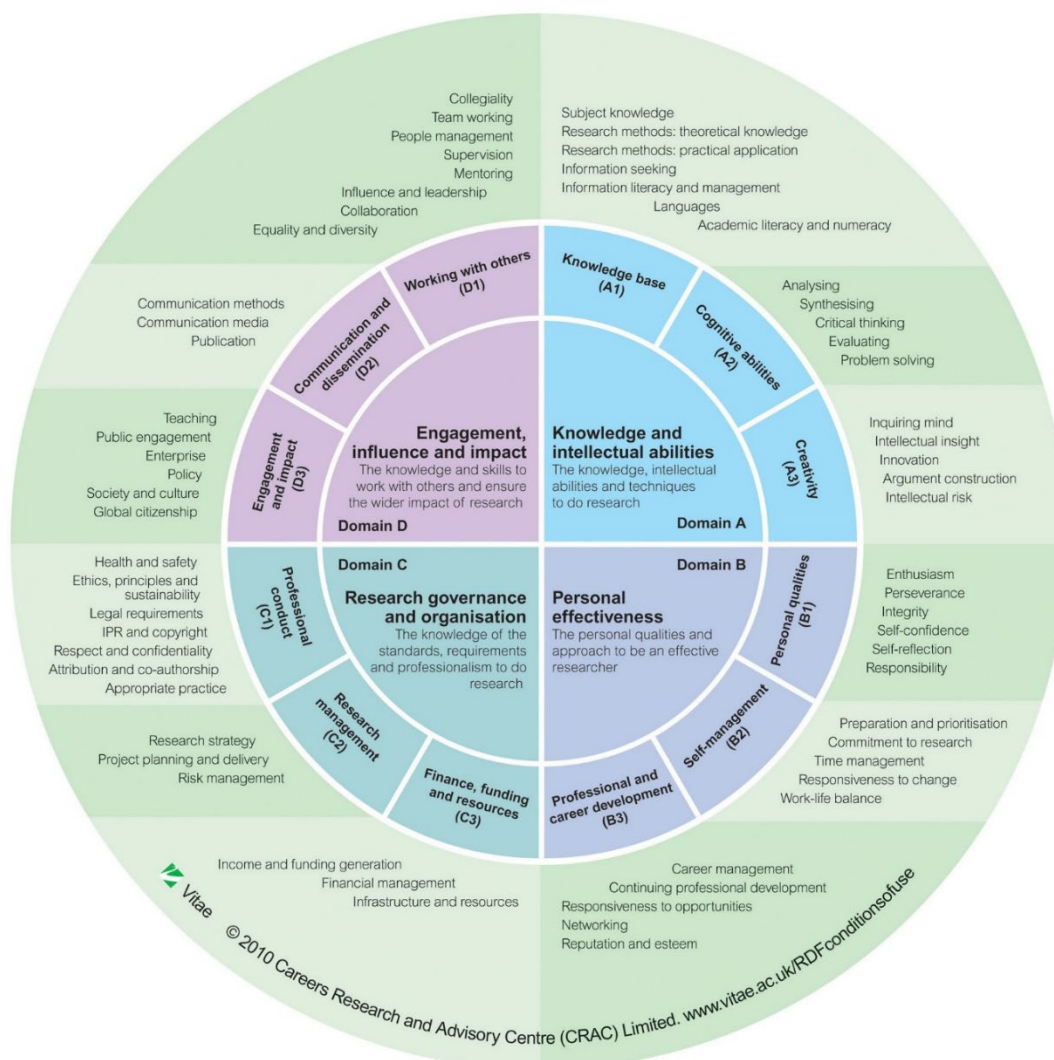 Collegiality
Team working
People management
Supervision
Mentoring
Influence and leadership
Collaboration
Equality and diversity
Subject knowledge
Research methods: theoretical knowledge
Research methods: practical application
Information seeking
Information literacy and management
Languages
Academic literacy and numeracy
Working with others
(D1)
Knowledge base
(A1)
Communication methods
Communication media
Publication
Communication and
dissemination
(D2)
Cognitive abilities
(A2)
Analysing
Synthesising
Critical thinking
Evaluating
Problem solving
Teaching
Public engagement
Enterprise
Policy
Society and culture
Global citizenship
Engagement
and impact
(D3)
Engagement,
influence and impact
The knowledge and skills to
work with others and ensure
the wider impact of research
Domain D
Knowledge and
intellectual abilities
The knowledge, intellectual
abilities and techniques
to do research
Domain A
Creativity
(A3)
Inquiring mind
Intellectual insight
Innovation
Argument construction
Intellectual risk
Health and safety
Ethics, principles and
sustainability
Legal requirements
IPR and copyright
Respect and confidentiality
Attribution and co-authorship
Appropriate practice
Professional
conduct
(C1)
Domain C
Research governance
and organisation
The knowledge of the
standards, requirements
and professionalism to do
research
Domain B
Personal
effectiveness
The personal qualities and
approach to be an effective
researcher
Personal qualities
(B1)
Enthusiasm
Perseverance
Integrity
Self-confidence
Self-reflection
Responsibility
Research strategy
Project planning and delivery
Risk management
Research
management
(C2)
Self-management
(B2)
Preparation and prioritisation
Commitment to research
Time management
Responsiveness to change
Work-life balance
Finance, funding
and resources
(C3)
Professional and
career development
(B3)
Income and funding generation
Financial management
Infrastructure and resources
Career management
Continuing professional development
Responsiveness to opportunities
Networking
Reputation and esteem
Vitae © 2010 Careers Research and Advisory Centre (CRAC) Limited. www.vitae.ac.uk/RDFconditionsofuse